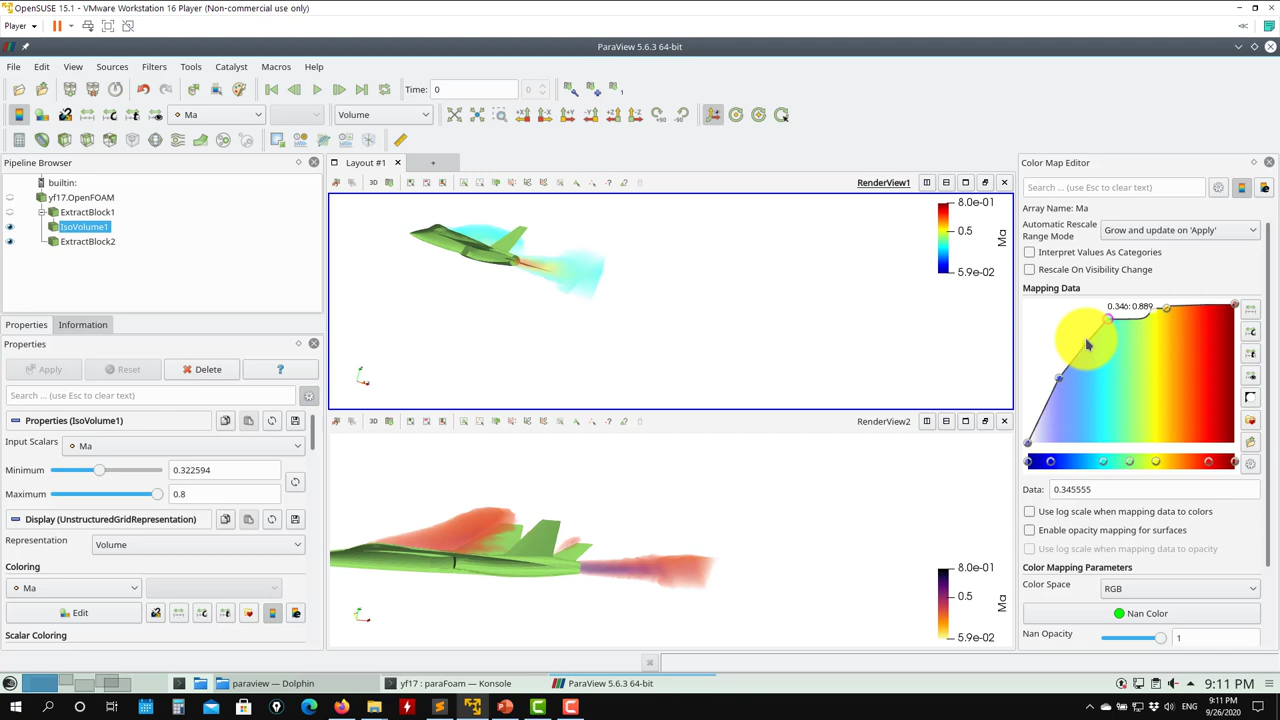 OpenSUSE 15.1 - VMware Workstation 16 Player (Non-commercial use only)
Player
ParaView 5.6.3 64-bit
File Edit View Sources Filters Tools Catalyst Macros Help
Time: 0 0
Ma Volume
Pipeline Browser
builtin:
yf17.OpenFOAM
ExtractBlock1
IsoVolume1
ExtractBlock2
Properties Information
Properties
Apply Reset Delete ?
Search ... (use Esc to clear text)
Properties (IsoVolume1)
Input Scalars Ma
Minimum 0.322594
Maximum 0.8
Display (UnstructuredGridRepresentation)
Representation Volume
Coloring
Ma
Edit
Scalar Coloring
Layout #1 +
3D RenderView1
8.0e-01
0.5
5.9e-02
Ma
3D RenderView2
8.0e-01
0.5
5.9e-02
Ma
Color Map Editor
Search ... (use Esc to clear text)
Array Name: Ma
Automatic Rescale Range Mode Grow and update on 'Apply'
Interpret Values As Categories
Rescale On Visibility Change
Mapping Data
0.346: 0.889
Data: 0.345555
Use log scale when mapping data to colors
Enable opacity mapping for surfaces
Use log scale when mapping data to opacity
Color Mapping Parameters
Color Space RGB
Nan Color
Nan Opacity 1
paraview — Dolphin yf17 : paraFoam — Konsole ParaView 5.6.3 64-bit 9:11 PM
ENG 9:11 PM
9/26/2020